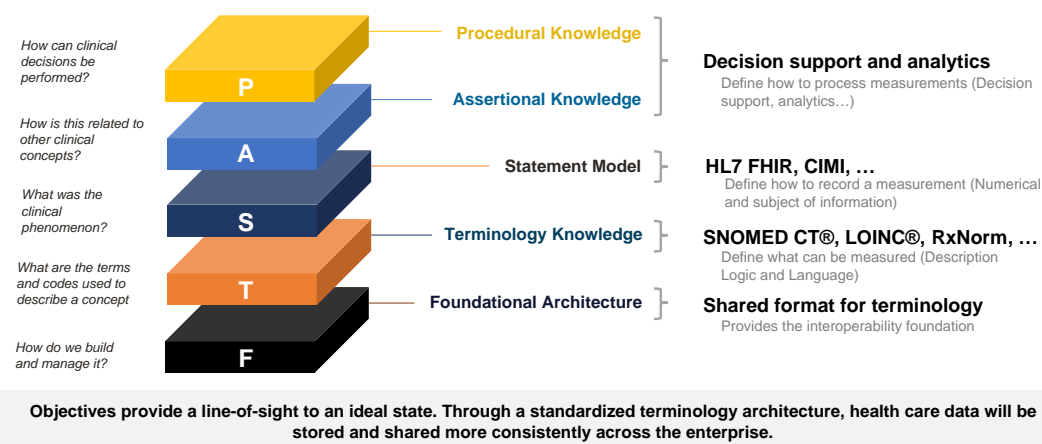 How can clinical
decisions be
performed?
P
Procedural Knowledge
Decision support and analytics
Define how to process measurements (Decision
support, analytics…)
How is this related to
other clinical
concepts?
A
Assertional Knowledge
What was the
clinical
phenomenon?
S
Statement Model
HL7 FHIR, CIMI, …
Define how to record a measurement (Numerical
and subject of information)
What are the terms
and codes used to
describe a concept
T
Terminology Knowledge
SNOMED CT®, LOINC®, RxNorm, …
Define what can be measured (Description
Logic and Language)
How do we build
and manage it?
F
Foundational Architecture
Shared format for terminology
Provides the interoperability foundation
Objectives provide a line-of-sight to an ideal state. Through a standardized terminology architecture, health care data will be
stored and shared more consistently across the enterprise.